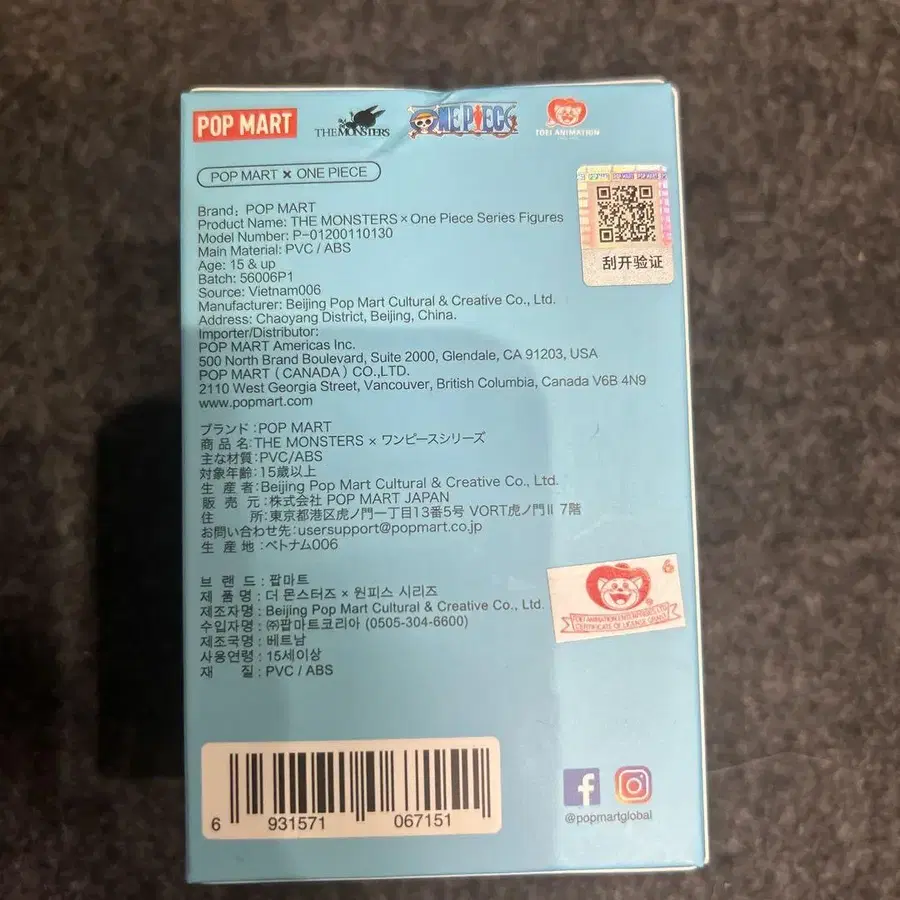 POP MART
THE MONSTERS
ONE PIECE
TOEI ANIMATION
POP MART × ONE PIECE
Brand: POP MART
Product Name: THE MONSTERS × One Piece Series Figures
Model Number: P-01200110130
Main Material: PVC / ABS
Age: 15 & up
Batch: 56006P1
Source: Vietnam006
Manufacturer: Beijing Pop Mart Cultural & Creative Co., Ltd.
Address: Chaoyang District, Beijing, China.
Importer/Distributor:
POP MART Americas Inc.
500 North Brand Boulevard, Suite 2000, Glendale, CA 91203, USA
POP MART (CANADA) CO.,LTD.
2110 West Georgia Street, Vancouver, British Columbia, Canada V6B 4N9
www.popmart.com
POP MART POP MART
刮开验证
ブランド:POP MART
商品名:THE MONSTERS × ワンピースシリーズ
主な材質:PVC/ABS
対象年齢:15歳以上
生産者:Beijing Pop Mart Cultural & Creative Co., Ltd.
販売元:株式会社 POP MART JAPAN
住所:東京都港区虎ノ門一丁目13番5号 VORT虎ノ門Ⅱ 7階
お問い合わせ先:usersupport@popmart.co.jp
生産地:ベトナム006
브랜드 : 팝마트
제품명 : 더 몬스터즈 × 원피스 시리즈
제조자명 : Beijing Pop Mart Cultural & Creative Co., Ltd.
수입자명 : ㈜팝마트코리아 (0505-304-6600)
제조국명 : 베트남
사용연령 : 15세이상
재질 : PVC / ABS
®
TOEI ANIMATION ENTERPRISES LTD.
CERTIFICATE OF LICENSE GRANT
6 931571 067151
@popmartglobal